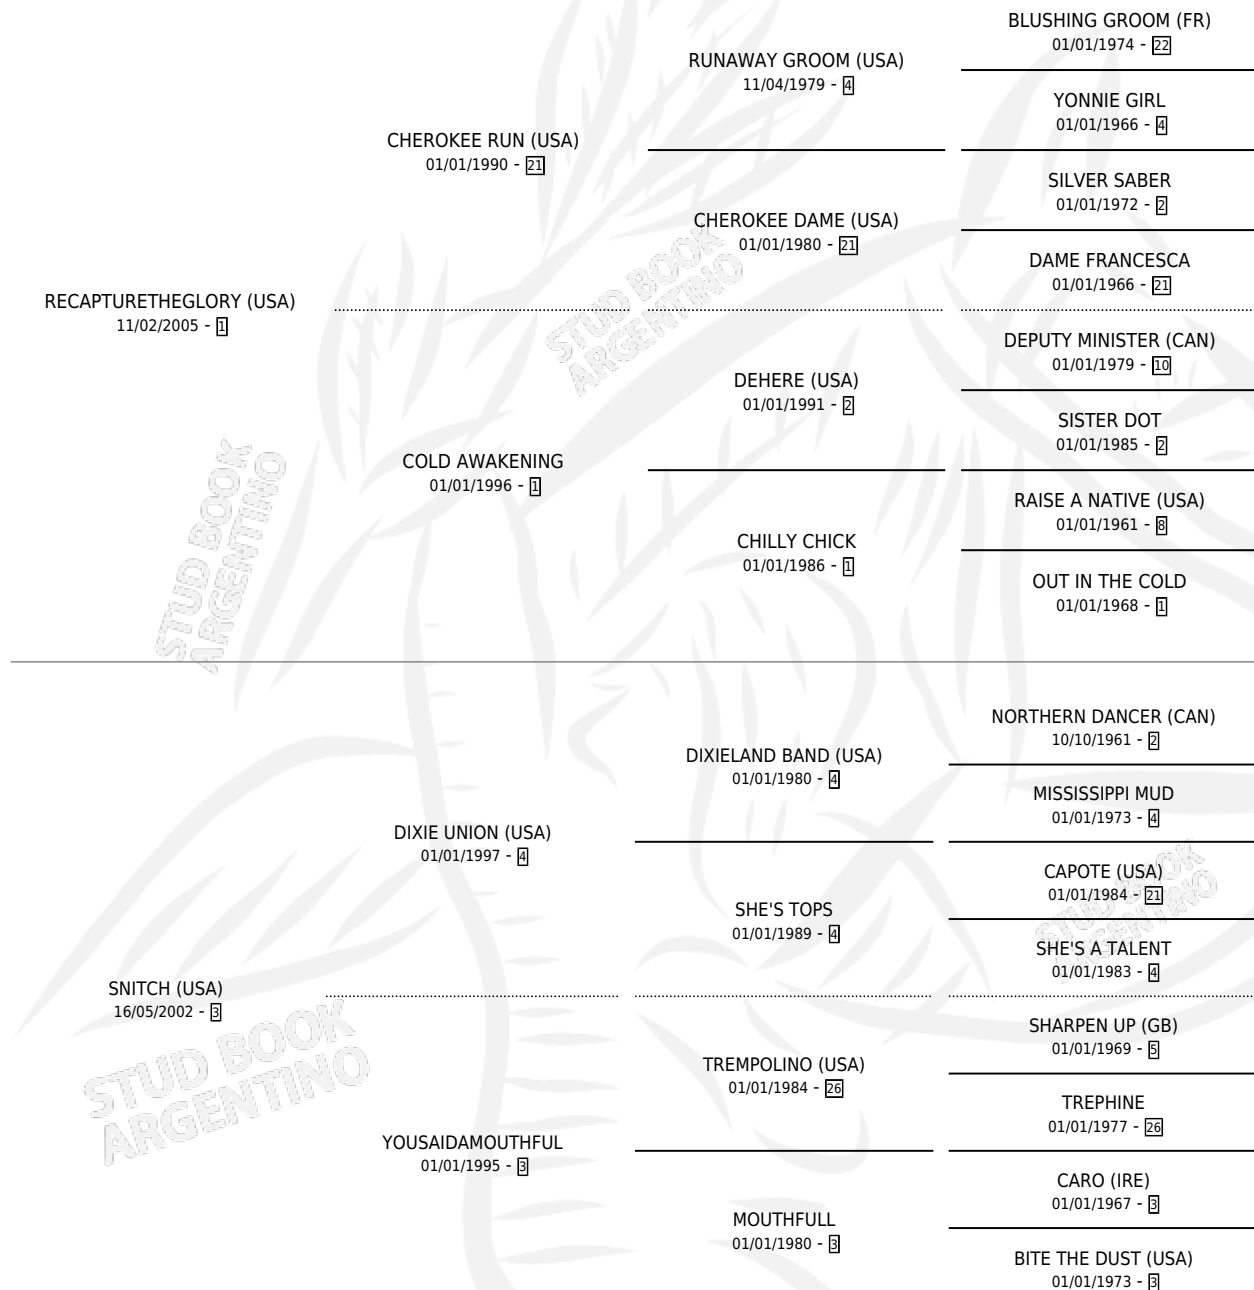 BLUSHING GROOM (FR)
01/01/1974 - 22
RUNAWAY GROOM (USA)
11/04/1979 - 4
YONNIE GIRL
01/01/1966 - 4
CHEROKEE RUN (USA)
01/01/1990 - 21
SILVER SABER
01/01/1972 - 2
CHEROKEE DAME (USA)
01/01/1980 - 21
DAME FRANCESCA
01/01/1966 - 21
RECAPTURETHEGLORY (USA)
11/02/2005 - 1
DEPUTY MINISTER (CAN)
01/01/1979 - 10
DEHERE (USA)
01/01/1991 - 2
SISTER DOT
01/01/1985 - 2
COLD AWAKENING
01/01/1996 - 1
RAISE A NATIVE (USA)
01/01/1961 - 8
CHILLY CHICK
01/01/1986 - 1
OUT IN THE COLD
01/01/1968 - 1
NORTHERN DANCER (CAN)
10/10/1961 - 2
DIXIELAND BAND (USA)
01/01/1980 - 4
MISSISSIPPI MUD
01/01/1973 - 4
DIXIE UNION (USA)
01/01/1997 - 4
CAPOTE (USA)
01/01/1984 - 21
SHE'S TOPS
01/01/1989 - 4
SHE'S A TALENT
01/01/1983 - 4
SNITCH (USA)
16/05/2002 - 3
SHARPEN UP (GB)
01/01/1969 - 5
TREMPOLINO (USA)
01/01/1984 - 26
TREPHINE
01/01/1977 - 26
YOUSAIDAMOUTHFUL
01/01/1995 - 3
CARO (IRE)
01/01/1967 - 3
MOUTHFULL
01/01/1980 - 3
BITE THE DUST (USA)
01/01/1973 - 3
STUD BOOK
ARGENTINO
STUD BOOK
ARGENTINO
STUD BOOK
ARGENTINO
STUD BOOK
ARGENTINO